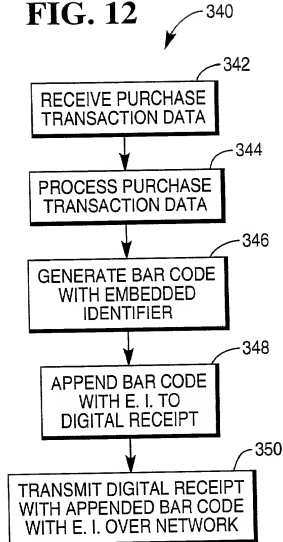 FIG. 12
340
342
RECEIVE PURCHASE
TRANSACTION DATA
344
PROCESS PURCHASE
TRANSACTION DATA
346
GENERATE BAR CODE
WITH EMBEDDED
IDENTIFIER
348
APPEND BAR CODE
WITH E. I. TO
DIGITAL RECEIPT
350
TRANSMIT DIGITAL RECEIPT
WITH APPENDED BAR CODE
WITH E. I. OVER NETWORK